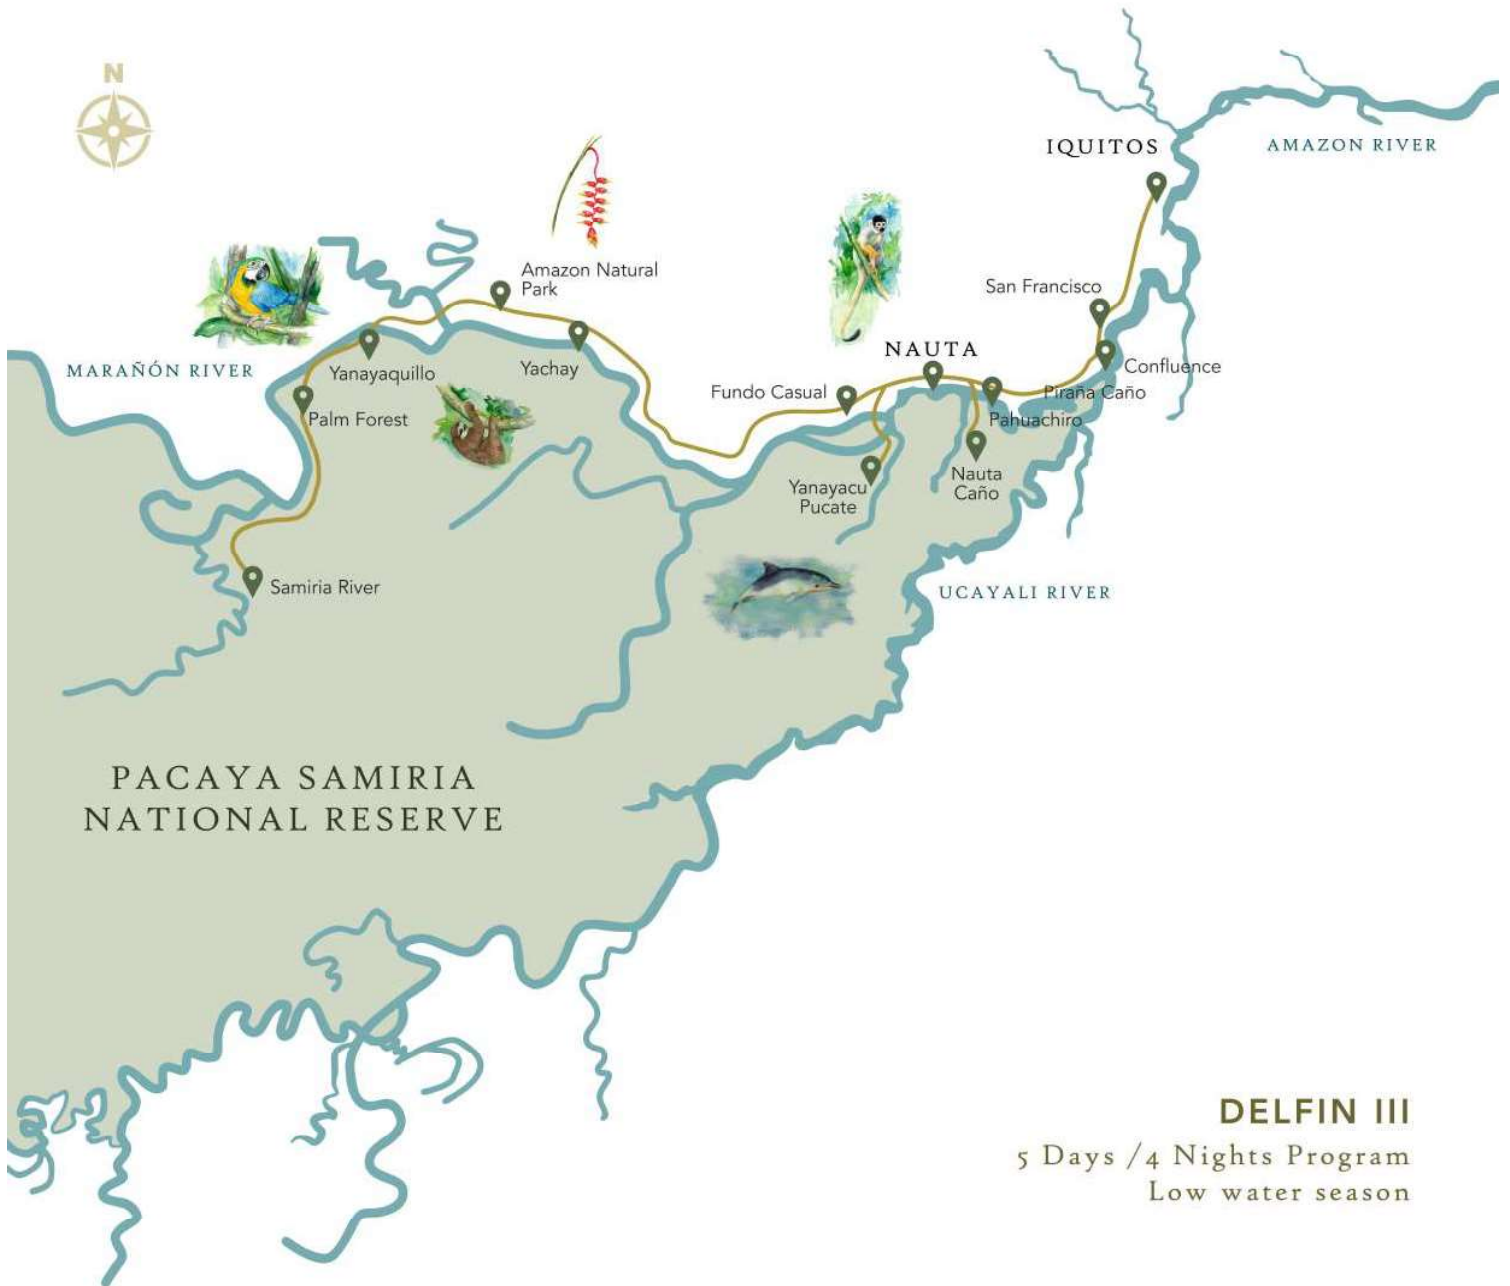 N
IQUITOS
AMAZON RIVER
Amazon Natural
Park
San Francisco
MARAÑÓN RIVER
Yanayaquillo
Yachay
NAUTA
Confluence
Fundo Casual
Piraña Caño
Palm Forest
Pahuachiro
Yanayacu
Pucate
Nauta
Caño
Samiria River
UCAYALI RIVER
PACAYA SAMIRIA
NATIONAL RESERVE
DELFIN III
5 Days /4 Nights Program
Low water season